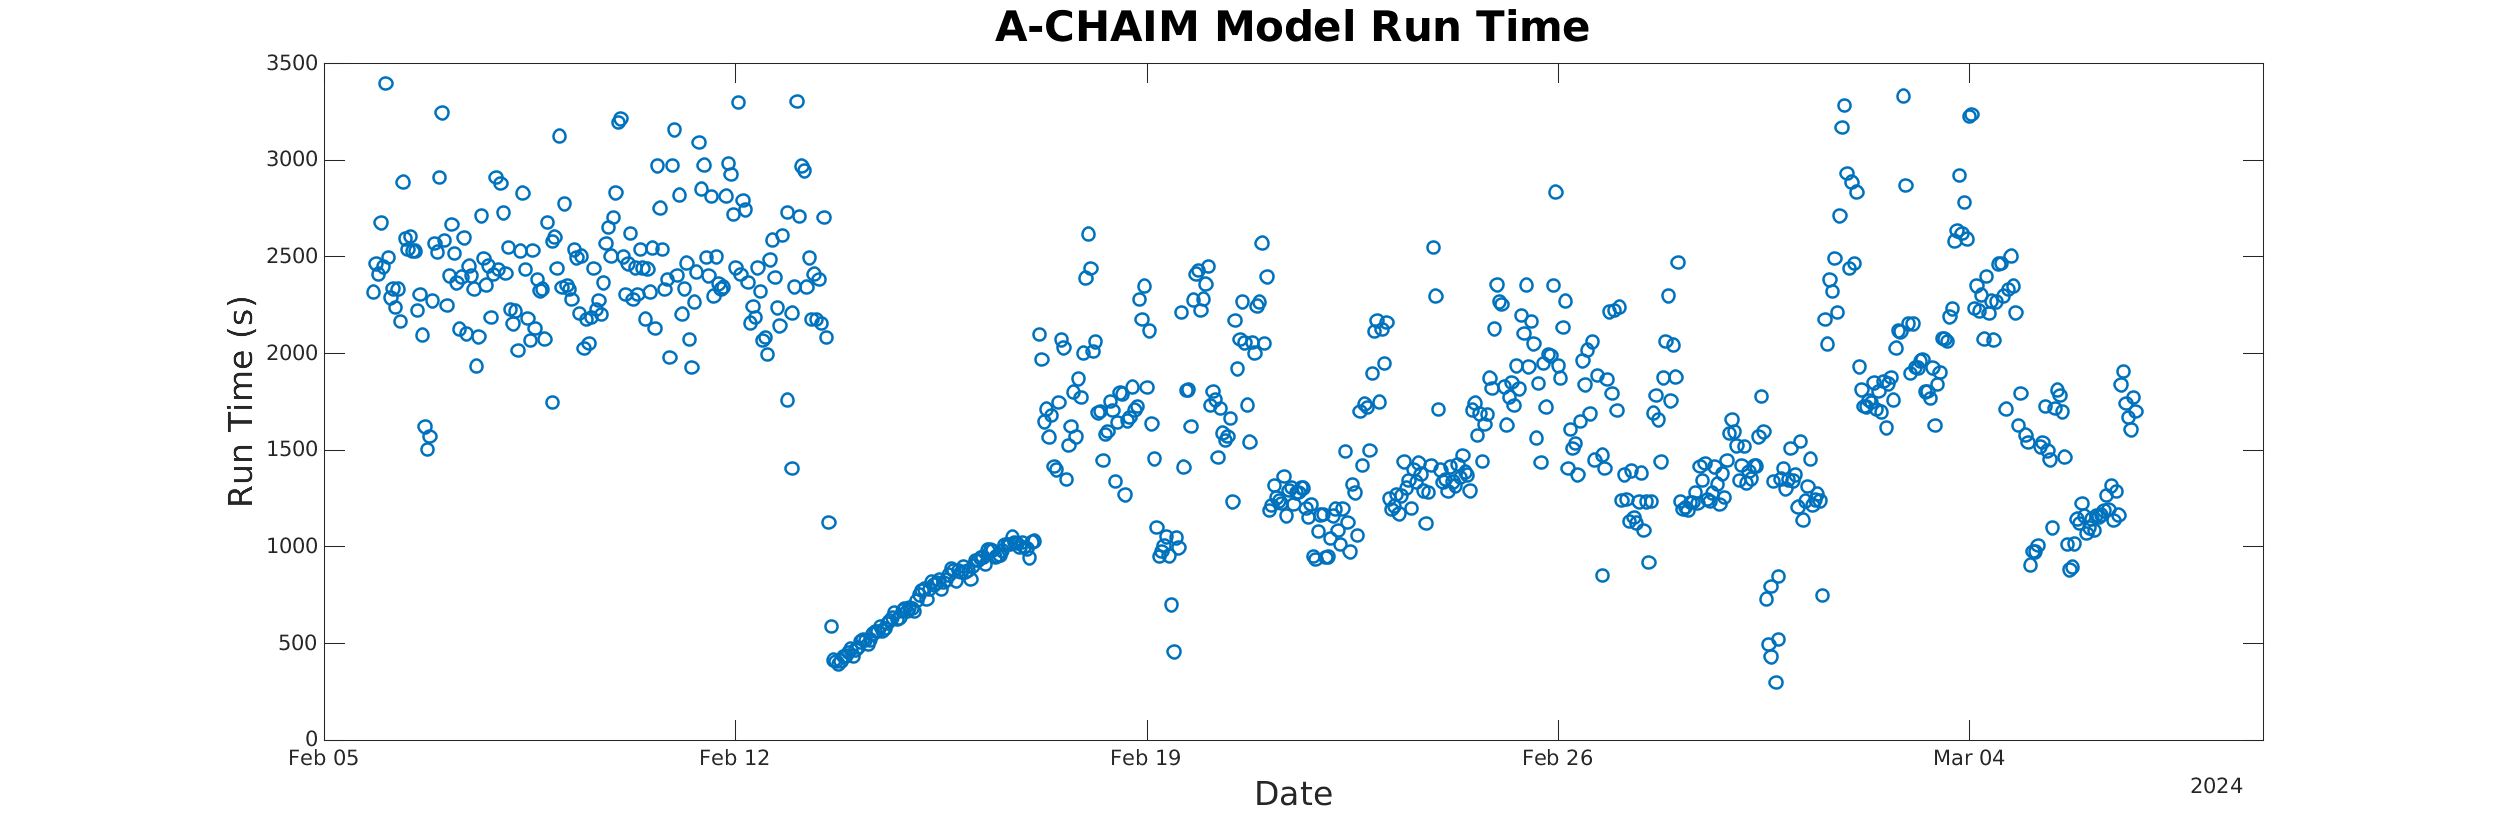 A-CHAIM Model Run Time
Run Time (s)
3500
3000
2500
2000
1500
1000
500
0
Feb 05
Feb 12
Feb 19
Feb 26
Mar 04
2024
Date